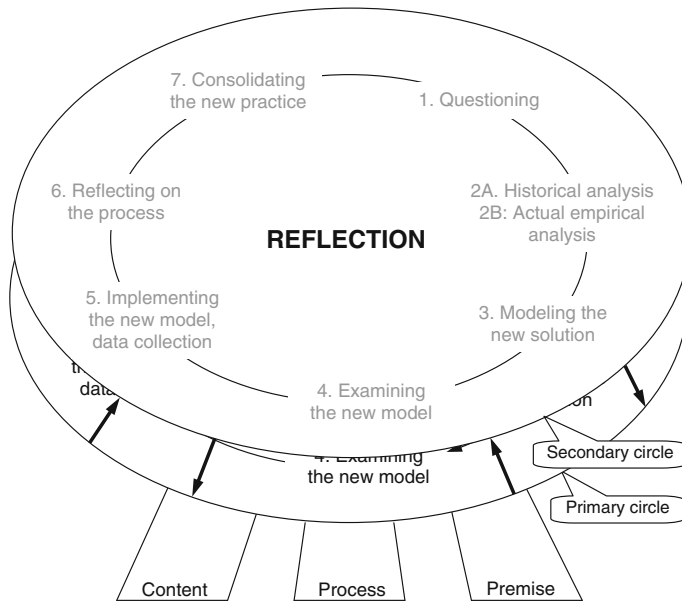 7. Consolidating
the new practice
1. Questioning
6. Reflecting on
the process
2A. Historical analysis
2B: Actual empirical
analysis
REFLECTION
5. Implementing
the new model,
data collection
3. Modeling the
new solution
4. Examining
the new model
data
4. Examining
the new model
Secondary circle
Primary circle
Content
Process
Premise